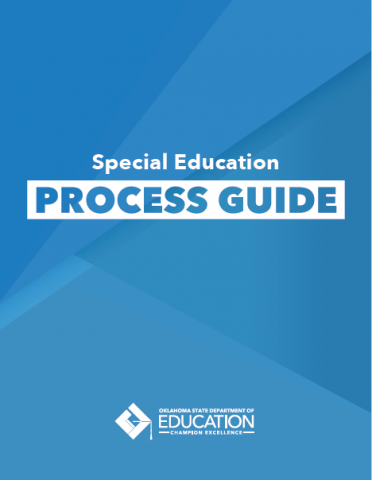 Special Education
PROCESS GUIDE
OKLAHOMA STATE DEPARTMENT OF
EDUCATION
CHAMPION EXCELLENCE